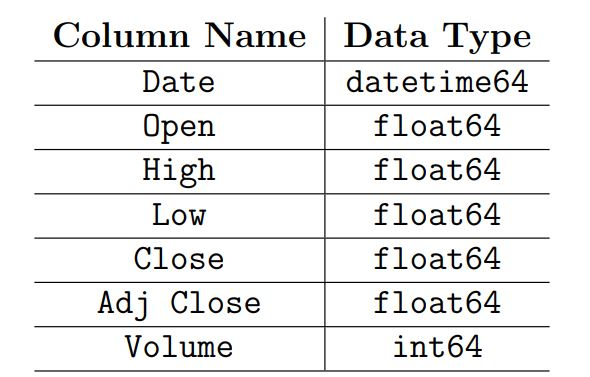 Column Name Data Type
Date datetime64
Open float64
High float64
Low float64
Close float64
Adj Close float64
Volume int64